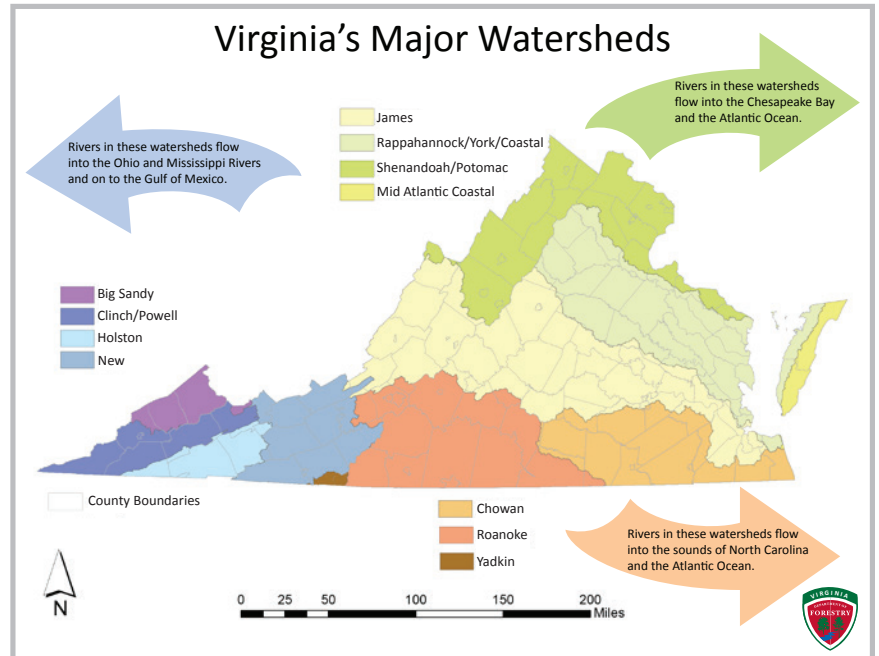 Virginia's Major Watersheds
Rivers in these watersheds
flow into the Chesapeake Bay
and the Atlantic Ocean.
Rivers in these watersheds flow
into the Ohio and Mississippi Rivers
and on to the Gulf of Mexico.
James
Rappahannock/York/Coastal
Shenandoah/Potomac
Mid Atlantic Coastal
Big Sandy
Clinch/Powell
Holston
New
County Boundaries
Chowan
Roanoke
Yadkin
Rivers in these watersheds flow
into the sounds of North Carolina
and the Atlantic Ocean.
N
0 25 50 100 150 200
Miles
VIRGINIA
DEPARTMENT OF
FORESTRY